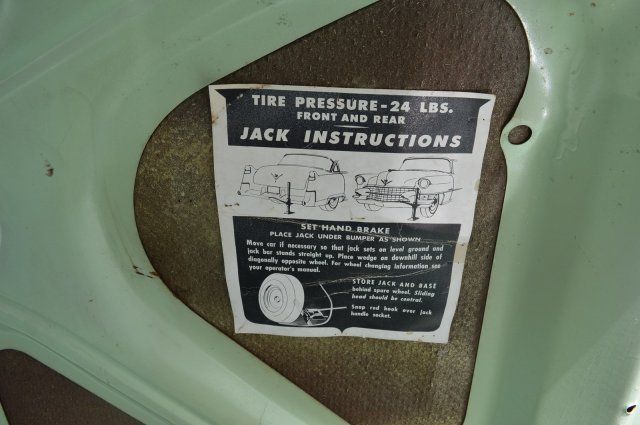 TIRE PRESSURE-24 LBS.
FRONT AND REAR
JACK INSTRUCTIONS
SET HAND BRAKE
PLACE JACK UNDER BUMPER AS SHOWN
Move car if necessary so that jack sets on level ground and
jack bar stands straight up. Place wedge on downhill side of
diagonally opposite wheel. For wheel changing information see
your operator's manual.
STORE JACK AND BASE
behind spare wheel. Sliding
head should be central.
Snap red hook over jack
handle socket.